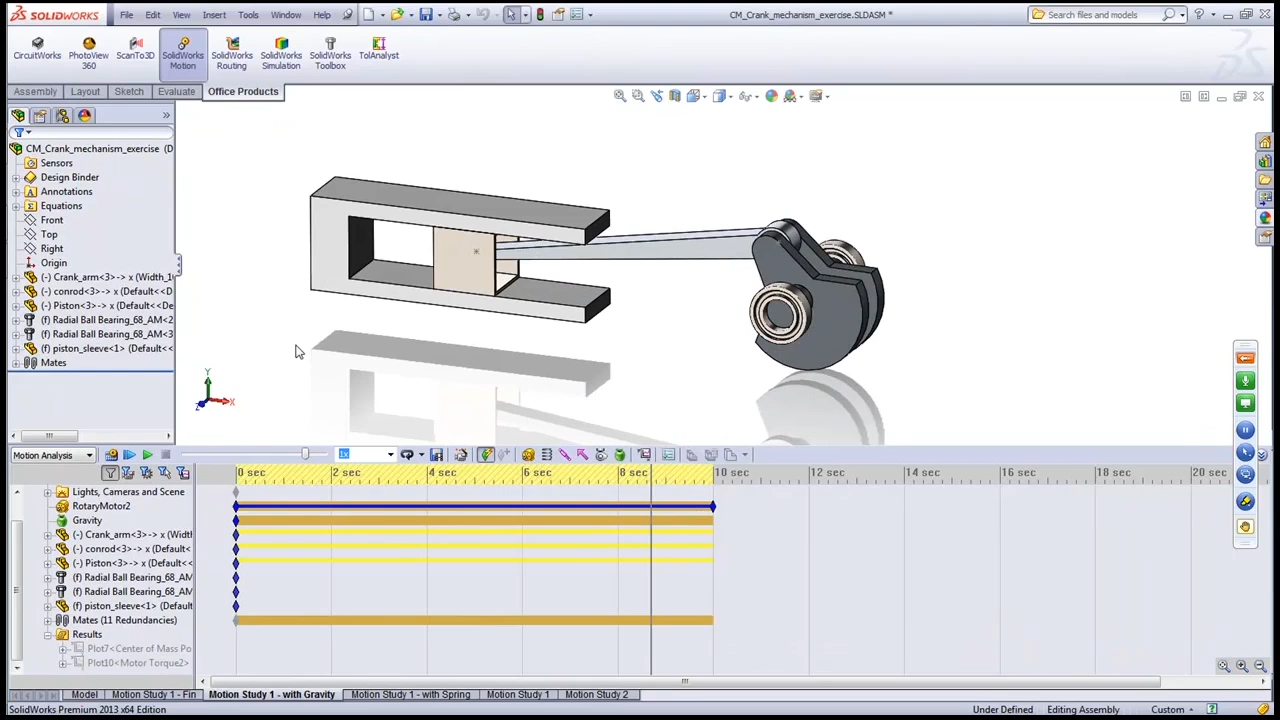 SOLIDWORKS
File Edit View Insert Tools Window Help
CM_Crank_mechanism_exercise.SLDASM *
Search files and models
CircuitWorks
PhotoView 360
ScanTo3D
SolidWorks Motion
SolidWorks Routing
SolidWorks Simulation
SolidWorks Toolbox
TolAnalyst
Assembly Layout Sketch Evaluate Office Products
CM_Crank_mechanism_exercise (D
Sensors
Design Binder
Annotations
Equations
Front
Top
Right
Origin
(-) Crank_arm<3>-> x (Width_1
(-) conrod<3>-> x (Default<<D
(-) Piston<3>-> x (Default<<De
(f) Radial Ball Bearing_68_AM<2
(f) Radial Ball Bearing_68_AM<3
(f) piston_sleeve<1> (Default<<
Mates
Y
X
Z
Motion Analysis
1x
0 sec 2 sec 4 sec 6 sec 8 sec 10 sec 12 sec 14 sec 16 sec 18 sec 20 sec
Lights, Cameras and Scene
RotaryMotor2
Gravity
(-) Crank_arm<3>-> x (Widt
(-) conrod<3>-> x (Default<
(-) Piston<3>-> x (Default<<
(f) Radial Ball Bearing_68_AM
(f) Radial Ball Bearing_68_AM
(f) piston_sleeve<1> (Default
Mates (11 Redundancies)
Results
Plot7<Center of Mass Po
Plot10<Motor Torque2>
Model Motion Study 1 - Fin Motion Study 1 - with Gravity Motion Study 1 - with Spring Motion Study 1 Motion Study 2
SolidWorks Premium 2013 x64 Edition
Under Defined Editing Assembly Custom